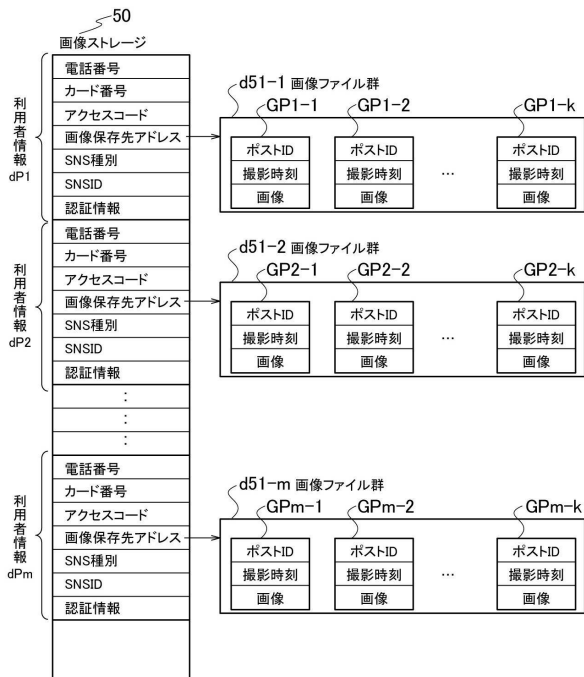 50
画像ストレージ
利用者情報
dP1
電話番号
カード番号
アクセスコード
画像保存先アドレス
SNS種別
SNSID
認証情報
d51-1 画像ファイル群
GP1-1
GP1-2
GP1-k
ポストID
撮影時刻
画像
ポストID
撮影時刻
画像
…
ポストID
撮影時刻
画像
利用者情報
dP2
電話番号
カード番号
アクセスコード
画像保存先アドレス
SNS種別
SNSID
認証情報
d51-2 画像ファイル群
GP2-1
GP2-2
GP2-k
ポストID
撮影時刻
画像
ポストID
撮影時刻
画像
…
ポストID
撮影時刻
画像
:
:
:
利用者情報
dPm
電話番号
カード番号
アクセスコード
画像保存先アドレス
SNS種別
SNSID
認証情報
d51-m 画像ファイル群
GPm-1
GPm-2
GPm-k
ポストID
撮影時刻
画像
ポストID
撮影時刻
画像
…
ポストID
撮影時刻
画像